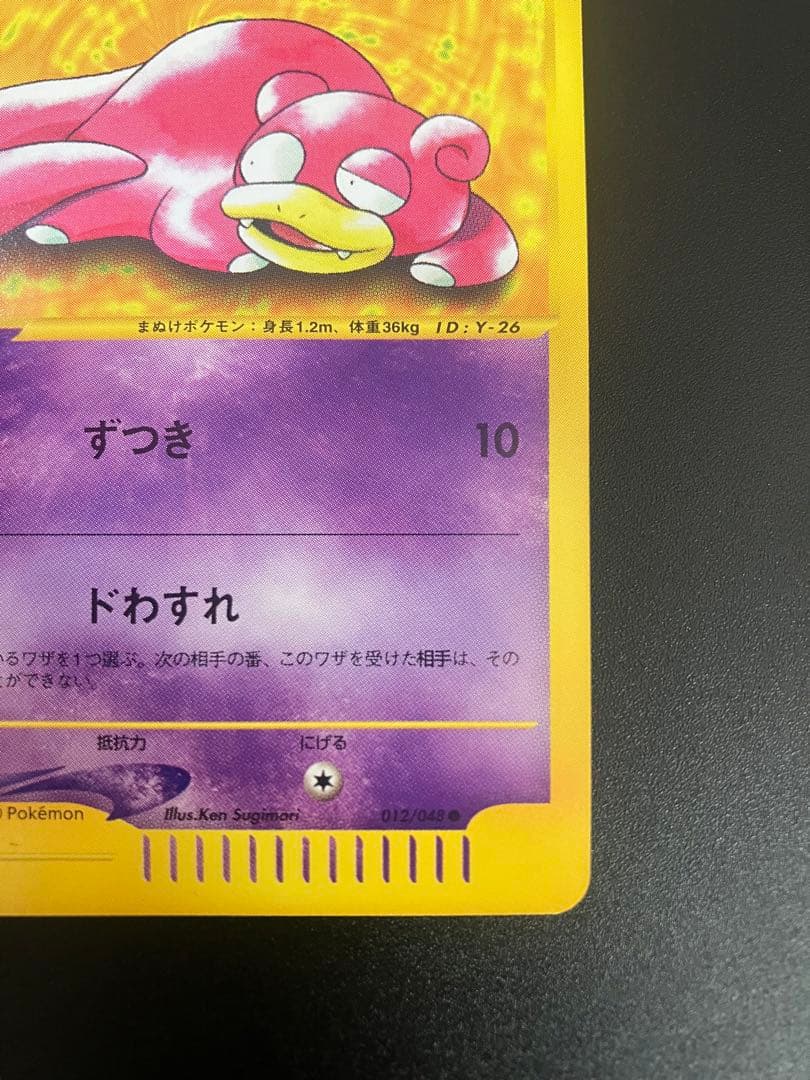 まぬけポケモン：身長1.2m、体重36kg ID:Y-26
ずつき 10
ドわすれ
いるワザを1つ選ぶ。次の相手の番、このワザを受けた相手は、その
とができない。
抵抗力 にげる
© Pokémon Illus.Ken Sugimori 012/048●